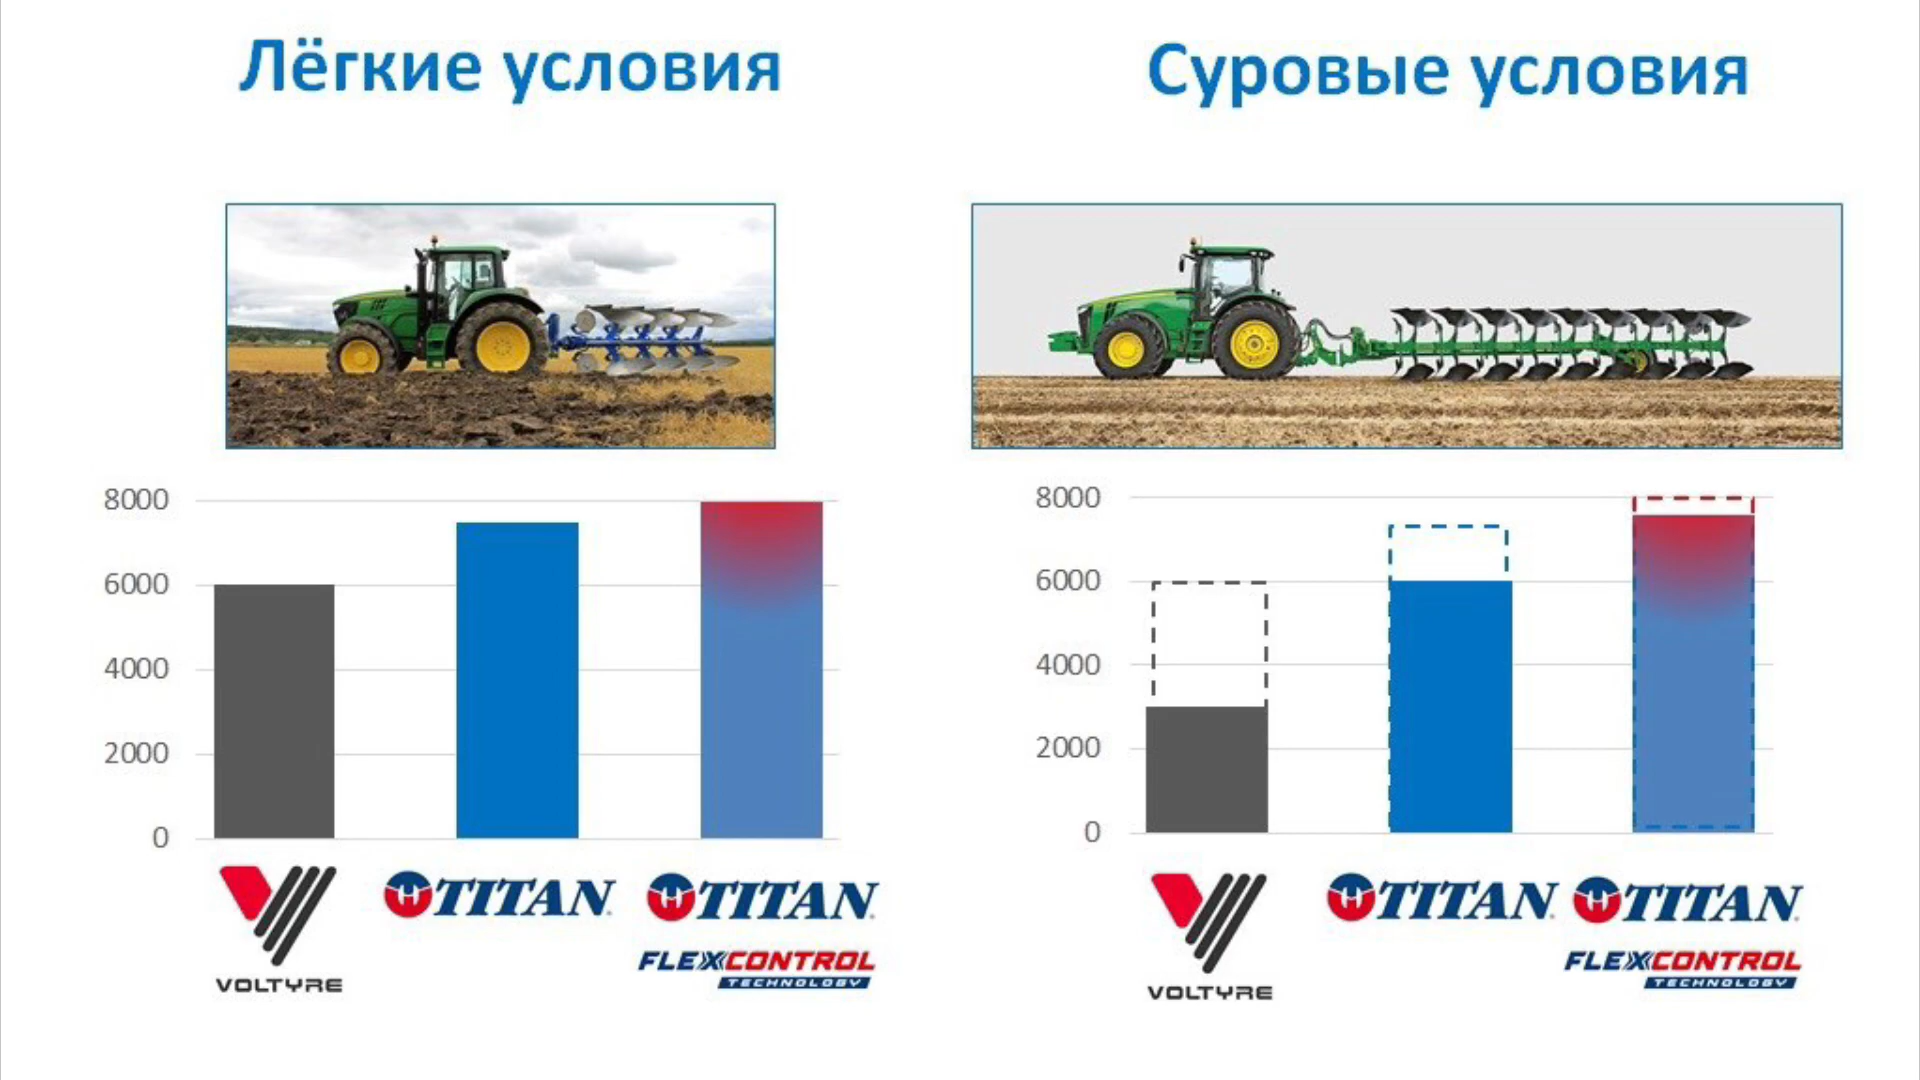 Лёгкие условия
Суровые условия
8000
6000
4000
2000
0
VOLTYRE
TITAN
TITAN
FLEXCONTROL
TECHNOLOGY
8000
6000
4000
2000
0
VOLTYRE
TITAN
TITAN
FLEXCONTROL
TECHNOLOGY